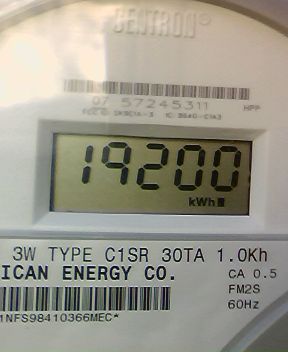 CENTRON®
07 57245311 HPP
19200
kWh
3W TYPE C1SR 30TA 1.0Kh
ICAN ENERGY CO. CA 0.5
FM2S
60Hz
1NFS98410366MEC*